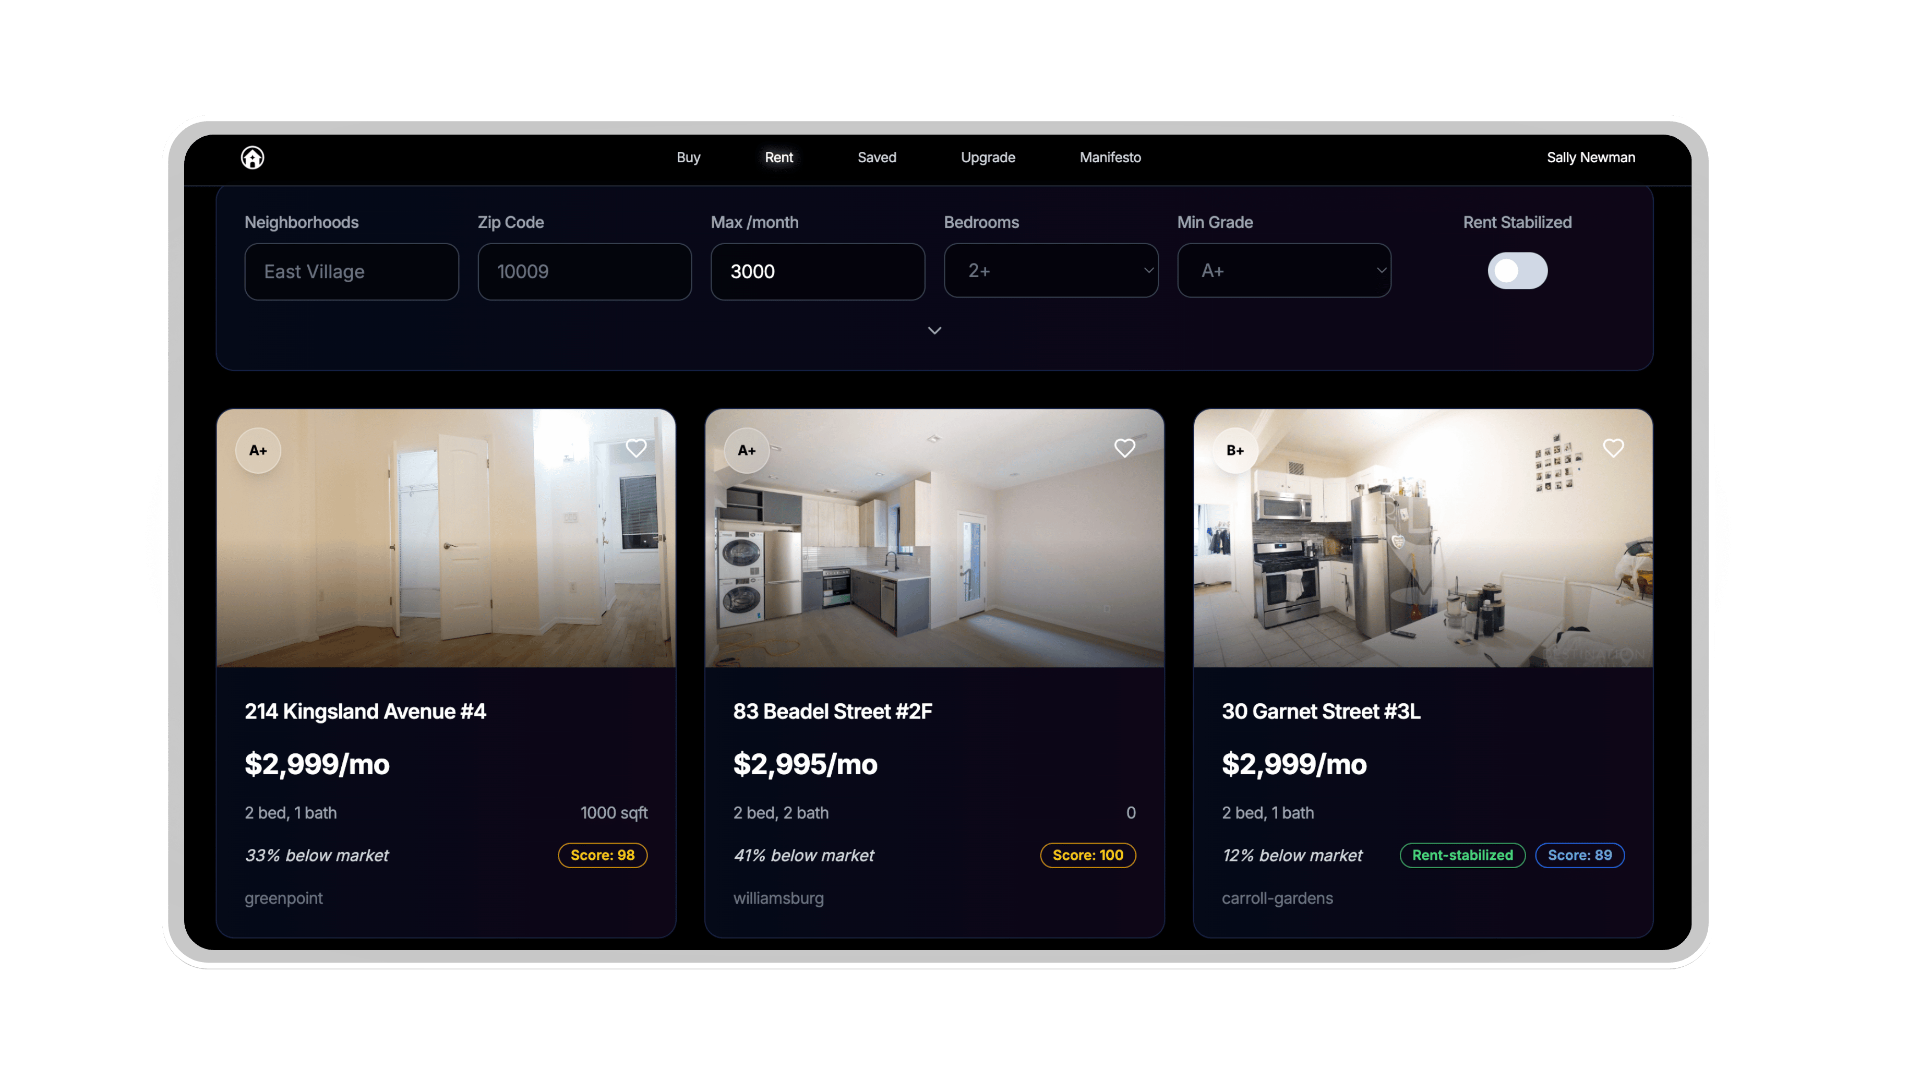 Buy Rent Saved Upgrade Manifesto Sally Newman
Neighborhoods Zip Code Max /month Bedrooms Min Grade Rent Stabilized
East Village 10009 3000 2+ A+
A+ A+ B+
214 Kingsland Avenue #4
$2,999/mo
2 bed, 1 bath 1000 sqft
33% below market Score: 98
greenpoint
83 Beadel Street #2F
$2,995/mo
2 bed, 2 bath 0
41% below market Score: 100
williamsburg
30 Garnet Street #3L
$2,999/mo
2 bed, 1 bath
12% below market Rent-stabilized Score: 89
carroll-gardens